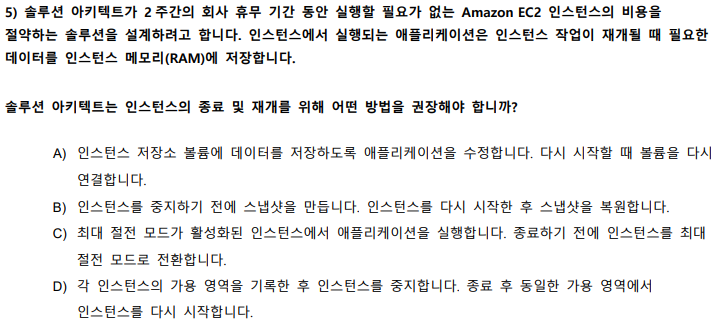 5) 솔루션 아키텍트가 2 주간의 회사 휴무 기간 동안 실행할 필요가 없는 Amazon EC2 인스턴스의 비용을
절약하는 솔루션을 설계하려고 합니다. 인스턴스에서 실행되는 애플리케이션은 인스턴스 작업이 재개될 때 필요한
데이터를 인스턴스 메모리(RAM)에 저장합니다.
솔루션 아키텍트는 인스턴스의 종료 및 재개를 위해 어떤 방법을 권장해야 합니까?
A) 인스턴스 저장소 볼륨에 데이터를 저장하도록 애플리케이션을 수정합니다. 다시 시작할 때 볼륨을 다시
연결합니다.
B) 인스턴스를 중지하기 전에 스냅샷을 만듭니다. 인스턴스를 다시 시작한 후 스냅샷을 복원합니다.
C) 최대 절전 모드가 활성화된 인스턴스에서 애플리케이션을 실행합니다. 종료하기 전에 인스턴스를 최대
절전 모드로 전환합니다.
D) 각 인스턴스의 가용 영역을 기록한 후 인스턴스를 중지합니다. 종료 후 동일한 가용 영역에서
인스턴스를 다시 시작합니다.